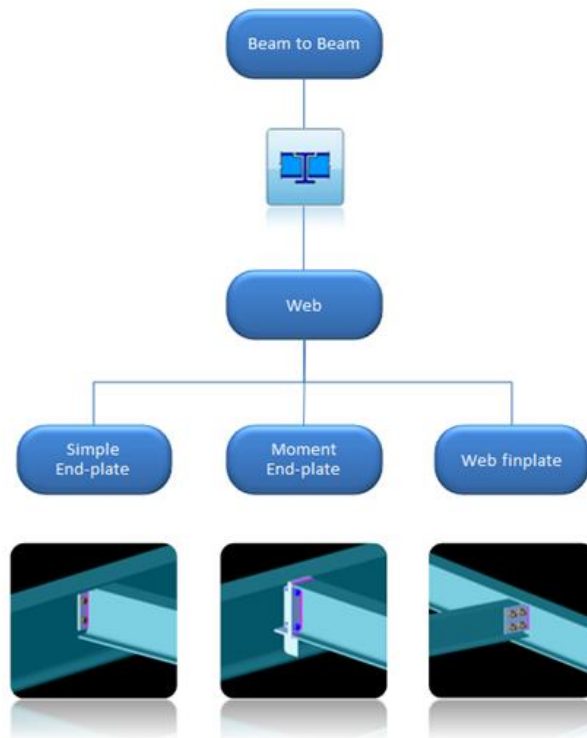 Beam to Beam
Web
Simple
End-plate
Moment
End-plate
Web finplate